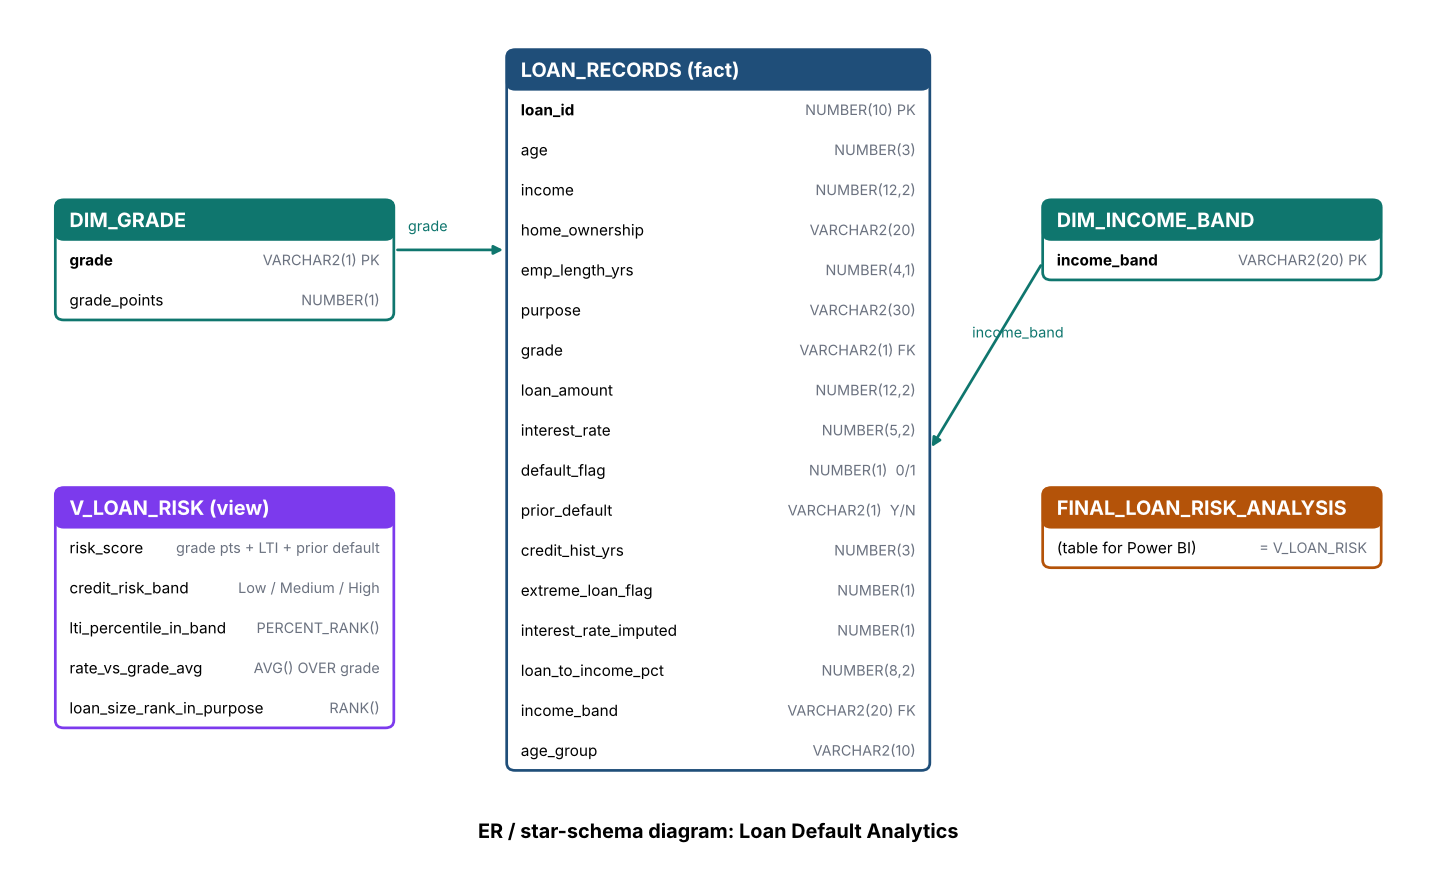 LOAN_RECORDS (fact)
loan_id NUMBER(10) PK
age NUMBER(3)
income NUMBER(12,2)
home_ownership VARCHAR2(20)
emp_length_yrs NUMBER(4,1)
purpose VARCHAR2(30)
grade VARCHAR2(1) FK
loan_amount NUMBER(12,2)
interest_rate NUMBER(5,2)
default_flag NUMBER(1)  0/1
prior_default VARCHAR2(1)  Y/N
credit_hist_yrs NUMBER(3)
extreme_loan_flag NUMBER(1)
interest_rate_imputed NUMBER(1)
loan_to_income_pct NUMBER(8,2)
income_band VARCHAR2(20) FK
age_group VARCHAR2(10)
DIM_GRADE
grade VARCHAR2(1) PK
grade_points NUMBER(1)
grade
DIM_INCOME_BAND
income_band VARCHAR2(20) PK
income_band
V_LOAN_RISK (view)
risk_score grade pts + LTI + prior default
credit_risk_band Low / Medium / High
lti_percentile_in_band PERCENT_RANK()
rate_vs_grade_avg AVG() OVER grade
loan_size_rank_in_purpose RANK()
FINAL_LOAN_RISK_ANALYSIS
(table for Power BI) = V_LOAN_RISK
ER / star-schema diagram: Loan Default Analytics